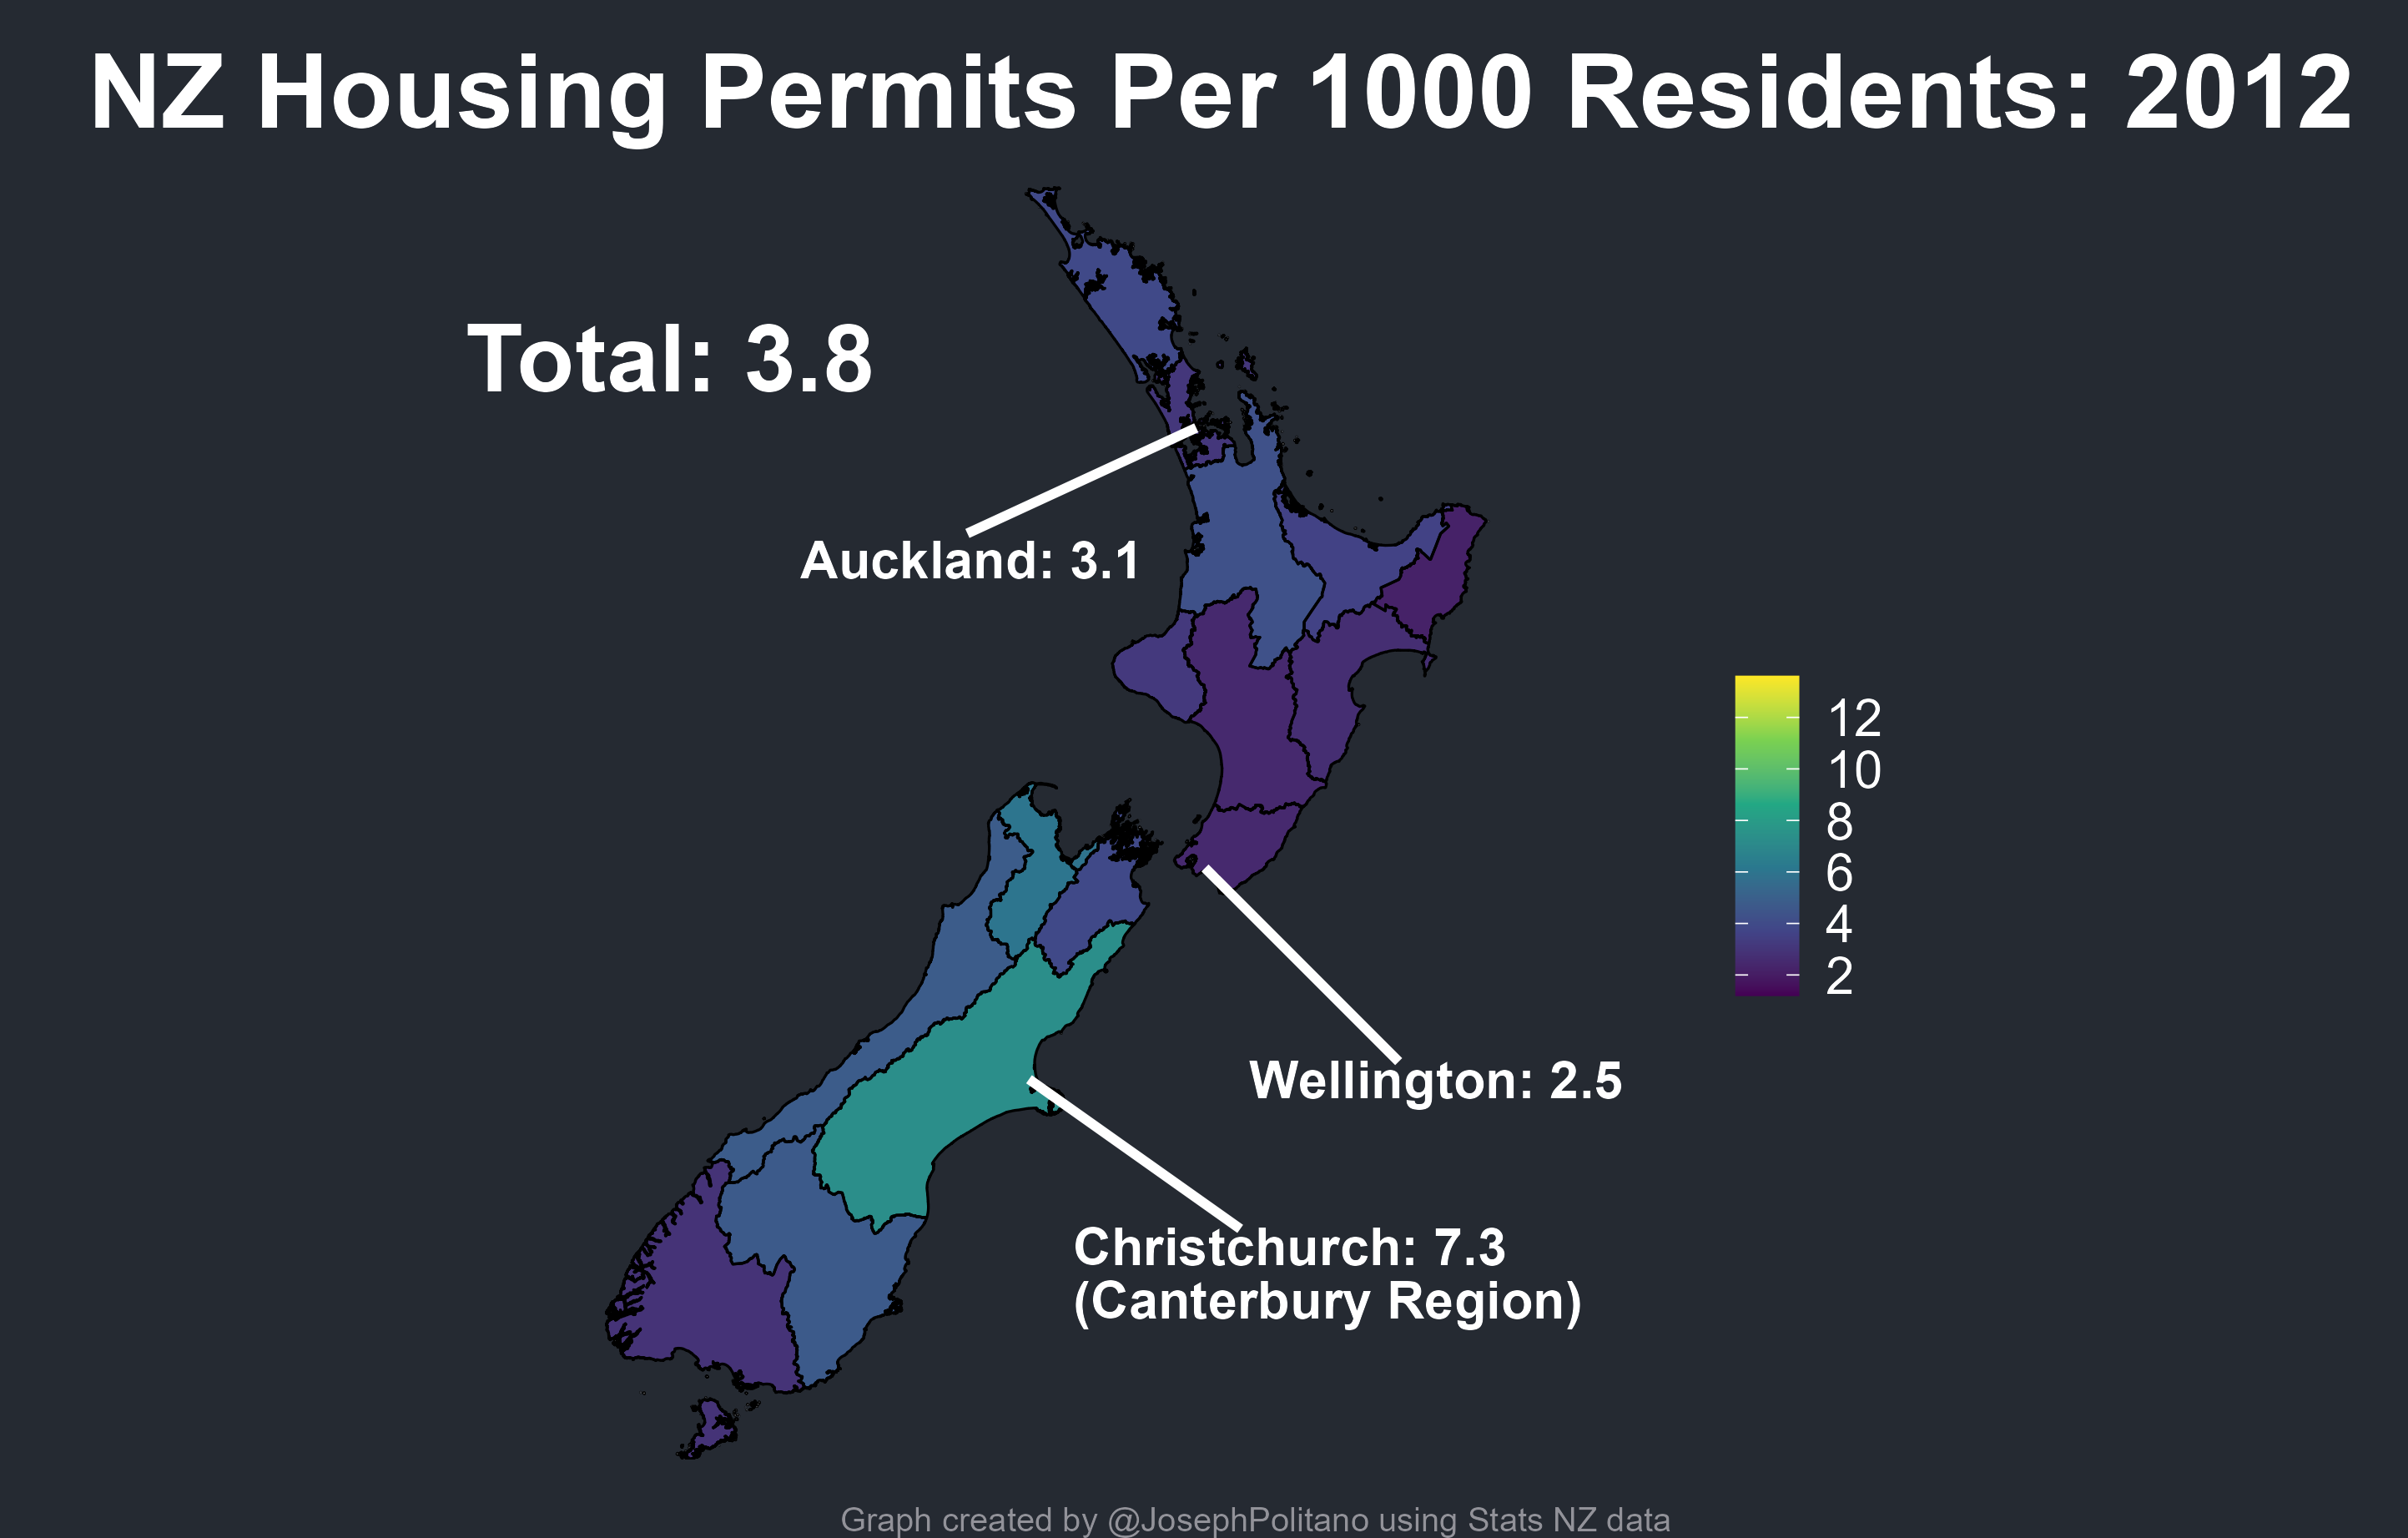 NZ Housing Permits Per 1000 Residents: 2012
Total: 3.8
Auckland: 3.1
12
10
8
6
4
2
Wellington: 2.5
Christchurch: 7.3
(Canterbury Region)
Graph created by @JosephPolitano using Stats NZ data